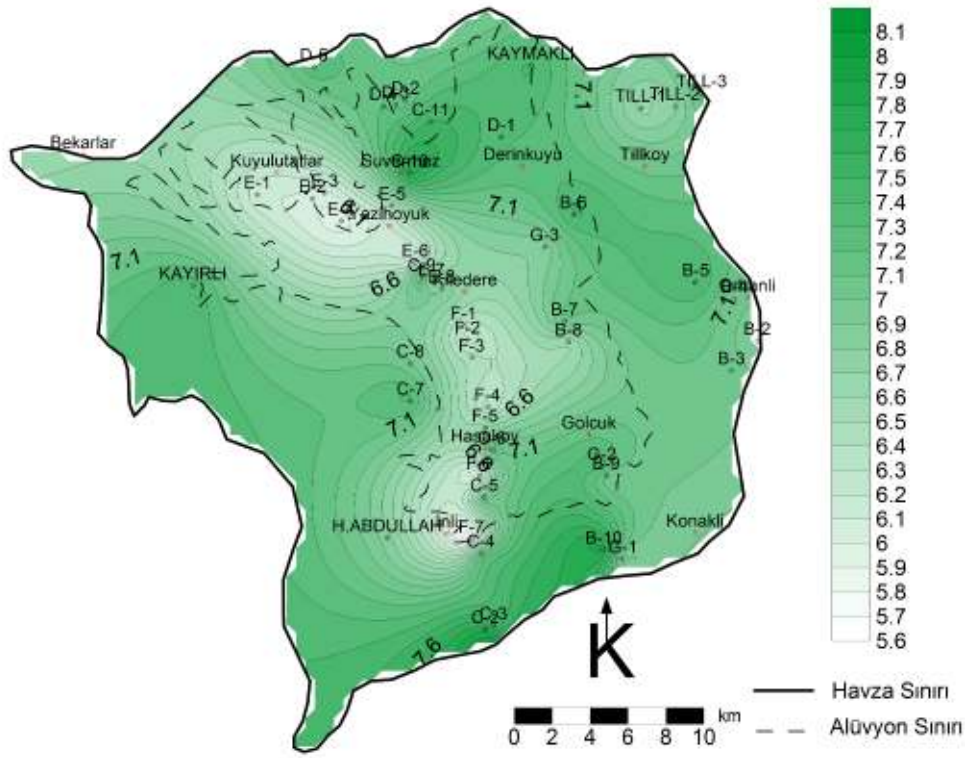 D-5
KAYMAKLI
D-2
C-11
7.1
TILL-3
TILL-2
D-1
Bekarlar
Kuyulutatlar
Derinkuyu
Tillkoy
E-1
E-3
E-5
7.1
B-6
G-3
7.1
KAYIRLI
6.6
E-6
B-5
7.1
B-2
F-1
B-7
B-8
F-3
B-3
C-8
C-7
F-4
6.6
7.1
F-5
Golcuk
7.1
G-2
B-9
C-5
H.ABDULLAH
F-7
C-4
Konakli
B-10
G-1
C-3
7.6
K
km
0 2 4 6 8 10
8.1
8
7.9
7.8
7.7
7.6
7.5
7.4
7.3
7.2
7.1
7
6.9
6.8
6.7
6.6
6.5
6.4
6.3
6.2
6.1
6
5.9
5.8
5.7
5.6
Havza Sınırı
Alüvyon Sınırı